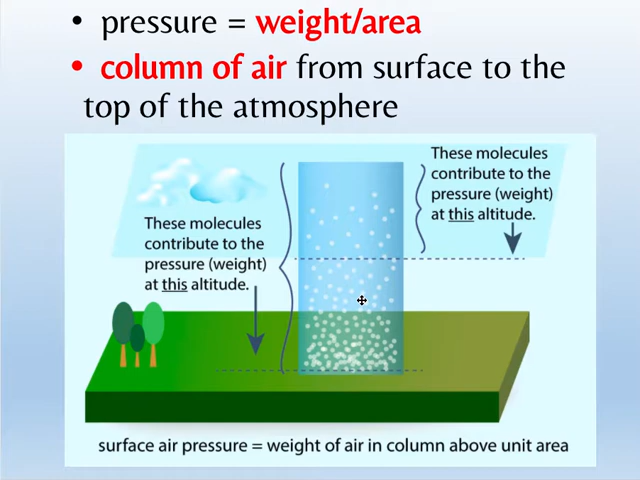 • pressure = weight/area
• column of air from surface to the
top of the atmosphere
These molecules
contribute to the
pressure (weight)
at this altitude.
These molecules
contribute to the
pressure (weight)
at this altitude.
surface air pressure = weight of air in column above unit area